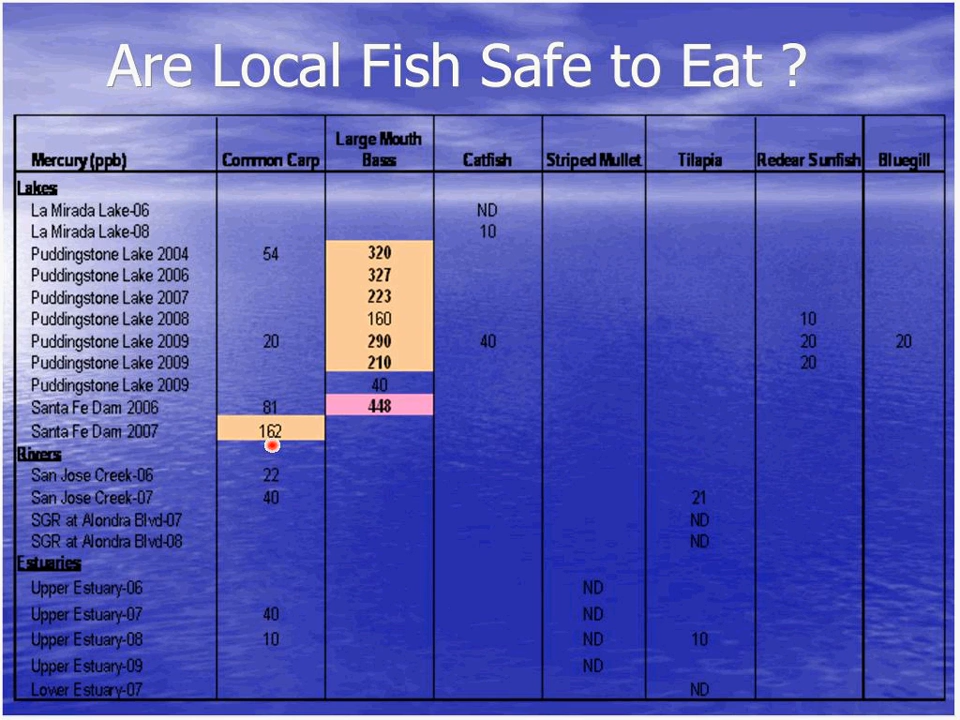 Are Local Fish Safe to Eat ?
Mercury (ppb) Common Carp Large Mouth Bass Catfish Striped Mullet Tilapia Redear Sunfish Bluegill
Lakes
La Mirada Lake-06 ND
La Mirada Lake-08 10
Puddingstone Lake 2004 54 320
Puddingstone Lake 2006 327
Puddingstone Lake 2007 223
Puddingstone Lake 2008 160 10
Puddingstone Lake 2009 20 290 40 20 20
Puddingstone Lake 2009 210 20
Puddingstone Lake 2009 40
Santa Fe Dam 2006 81 448
Santa Fe Dam 2007 162
Rivers
San Jose Creek-06 22
San Jose Creek-07 40 21
SGR at Alondra Blvd-07 ND
SGR at Alondra Blvd-08 ND
Estuaries
Upper Estuary-06 ND
Upper Estuary-07 40 ND
Upper Estuary-08 10 ND 10
Upper Estuary-09 ND
Lower Estuary-07 ND